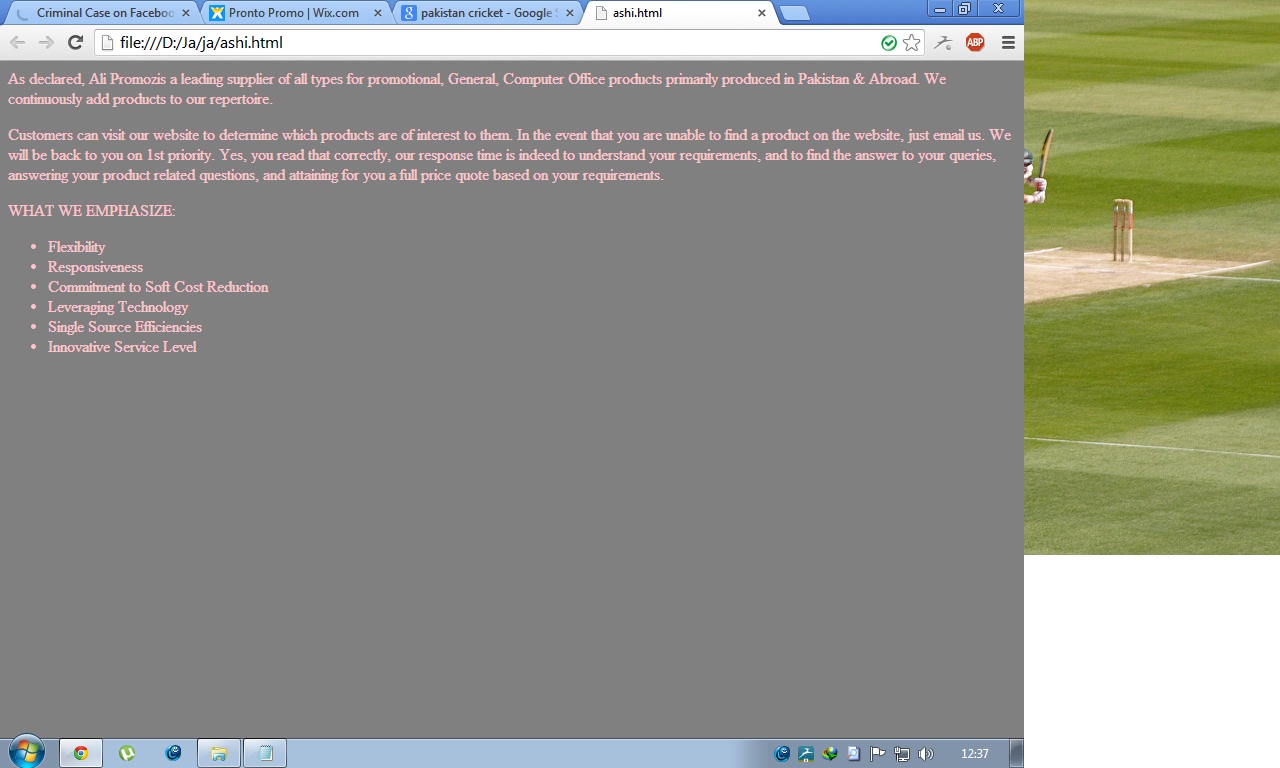 Criminal Case on Faceboo
Pronto Promo | Wix.com
pakistan cricket - Google S
ashi.html
file:///D:/Ja/ja/ashi.html
ABP
As declared, Ali Promozis a leading supplier of all types for promotional, General, Computer Office products primarily produced in Pakistan & Abroad. We
continuously add products to our repertoire.
Customers can visit our website to determine which products are of interest to them. In the event that you are unable to find a product on the website, just email us. We
will be back to you on 1st priority. Yes, you read that correctly, our response time is indeed to understand your requirements, and to find the answer to your queries,
answering your product related questions, and attaining for you a full price quote based on your requirements.
WHAT WE EMPHASIZE:
• Flexibility
• Responsiveness
• Commitment to Soft Cost Reduction
• Leveraging Technology
• Single Source Efficiencies
• Innovative Service Level
12:37